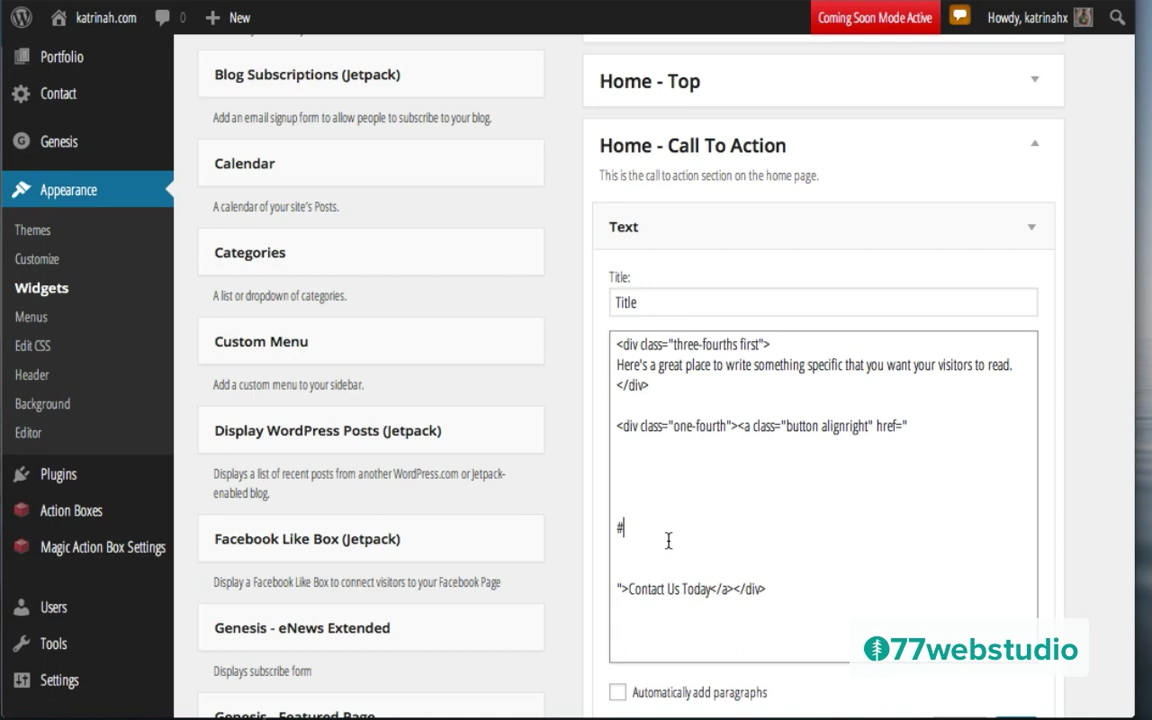 katrinah.com
0
New
Coming Soon Mode Active
Howdy, katrinahx
Portfolio
Contact
Genesis
Appearance
Themes
Customize
Widgets
Menus
Edit CSS
Header
Background
Editor
Plugins
Action Boxes
Magic Action Box Settings
Users
Tools
Settings
Blog Subscriptions (Jetpack)
Add an email signup form to allow people to subscribe to your blog.
Calendar
A calendar of your site's Posts.
Categories
A list or dropdown of categories.
Custom Menu
Add a custom menu to your sidebar.
Display WordPress Posts (Jetpack)
Displays a list of recent posts from another WordPress.com or Jetpack-
enabled blog.
Facebook Like Box (Jetpack)
Display a Facebook Like Box to connect visitors to your Facebook Page
Genesis - eNews Extended
Displays subscribe form
Genesis - Featured Page
Home - Top
Home - Call To Action
This is the call to action section on the home page.
Text
Title:
Title
<div class="three-fourths first">
Here's a great place to write something specific that you want your visitors to read.
</div>
<div class="one-fourth"><a class="button alignright" href="
#
">Contact Us Today</a></div>
Automatically add paragraphs
77webstudio